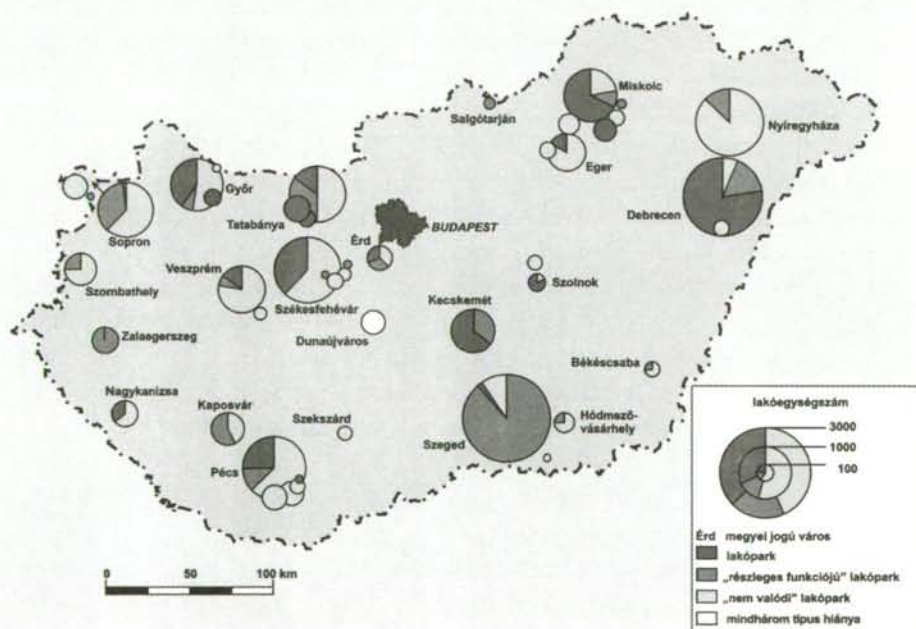 Miskolc
Salgótarján
Nyíregyháza
Eger
Győr
Debrecen
Tatabánya
BUDAPEST
Sopron
Érd
Veszprém
Szolnok
Szombathely
Székesfehévár
Kecskemét
Dunaújváros
Zalaegerszeg
Békéscsaba
Nagykanizsa
Kaposvár
Szekszárd
Hódmező-
vásárhely
Szeged
Pécs
lakóegységszám
3000
1000
100
Érd megyei jogú város
lakópark
„részleges funkciójú" lakópark
„nem valódi" lakópark
mindhárom típus hiánya
0 50 100 km